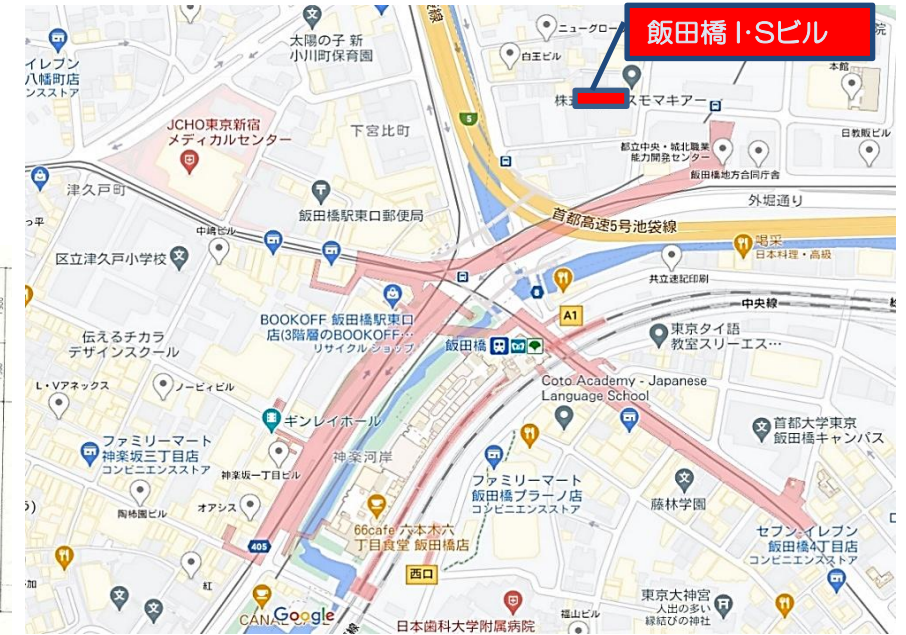 飯田橋 I・Sビル
ニューグロー
院
太陽の子 新
小川町保育園
白王ビル
本館
イレブン
八幡町店
ンスストア
株式
スモマキアー
5
JCHO東京新宿
メディカルセンター
下宮比町
都立中央・城北職業
能力開発センター
日教販ビル
飯田橋地方合同庁舎
津久戸町
飯田橋駅東口郵便局
外堀通り
首都高速5号池袋線
っ平
中嶋ビル
喝采
日本料理・高級
区立津久戸小学校
共立速記印刷
中央線
BOOKOFF 飯田橋駅東口
店(3階層のBOOKOFF…
リサイクル ショップ
A1
東京タイ語
教室スリーエス…
伝えるチカラ
デザインスクール
飯田橋
L・Vアネックス
ノービィビル
Coto Academy - Japanese
Language School
ギンレイホール
首都大学東京
飯田橋キャンパス
ファミリーマート
神楽坂三丁目店
コンビニエンスストア
神楽河岸
神楽坂一丁目ビル
ファミリーマート
飯田橋プラーノ店
コンビニエンスストア
藤林学園
陶柿園ビル
オアシス
66cafe 六本木六
丁目食堂 飯田橋店
セブン-イレブン
飯田橋4丁目店
コンビニエンスストア
405
西口
紅
加
東京大神宮
人出の多い
縁結びの神社
CANAL
Google
日本歯科大学附属病院
福山ビル